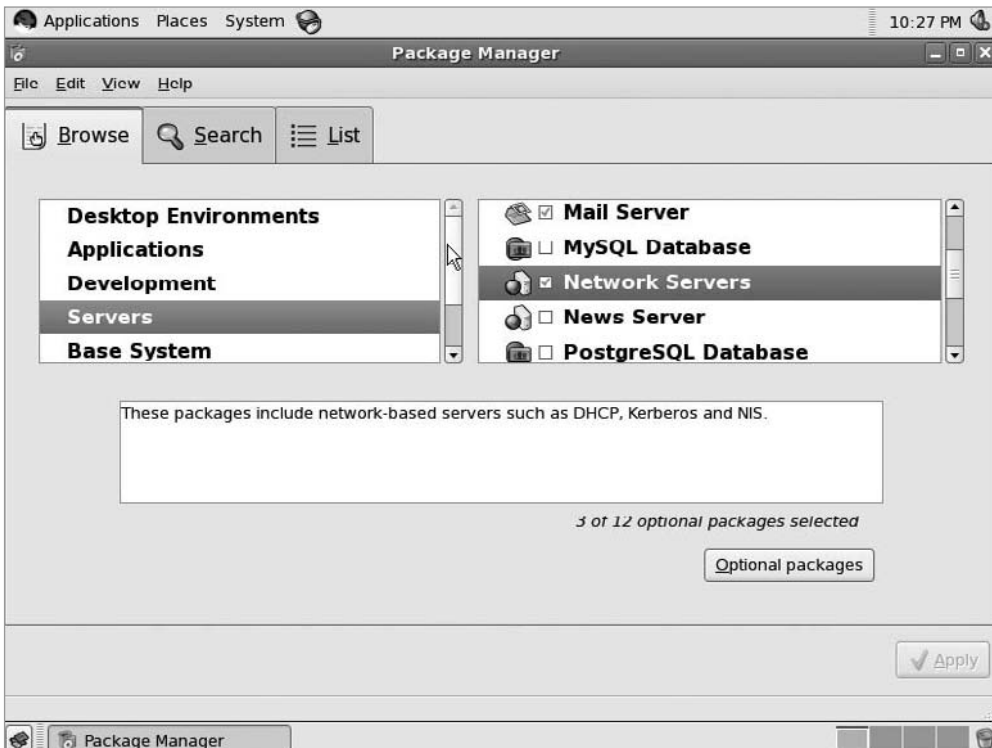 Applications Places System 10:27 PM
Package Manager
File Edit View Help
Browse Search List
Desktop Environments
Applications
Development
Servers
Base System
Mail Server
MySQL Database
Network Servers
News Server
PostgreSQL Database
These packages include network-based servers such as DHCP, Kerberos and NIS.
3 of 12 optional packages selected
Optional packages
Apply
Package Manager